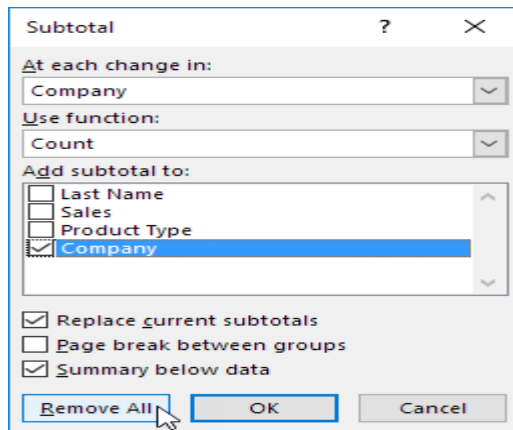 Subtotal ?
At each change in:
Company
Use function:
Count
Add subtotal to:
Last Name
Sales
Product Type
Company
Replace current subtotals
Page break between groups
Summary below data
Remove All OK Cancel